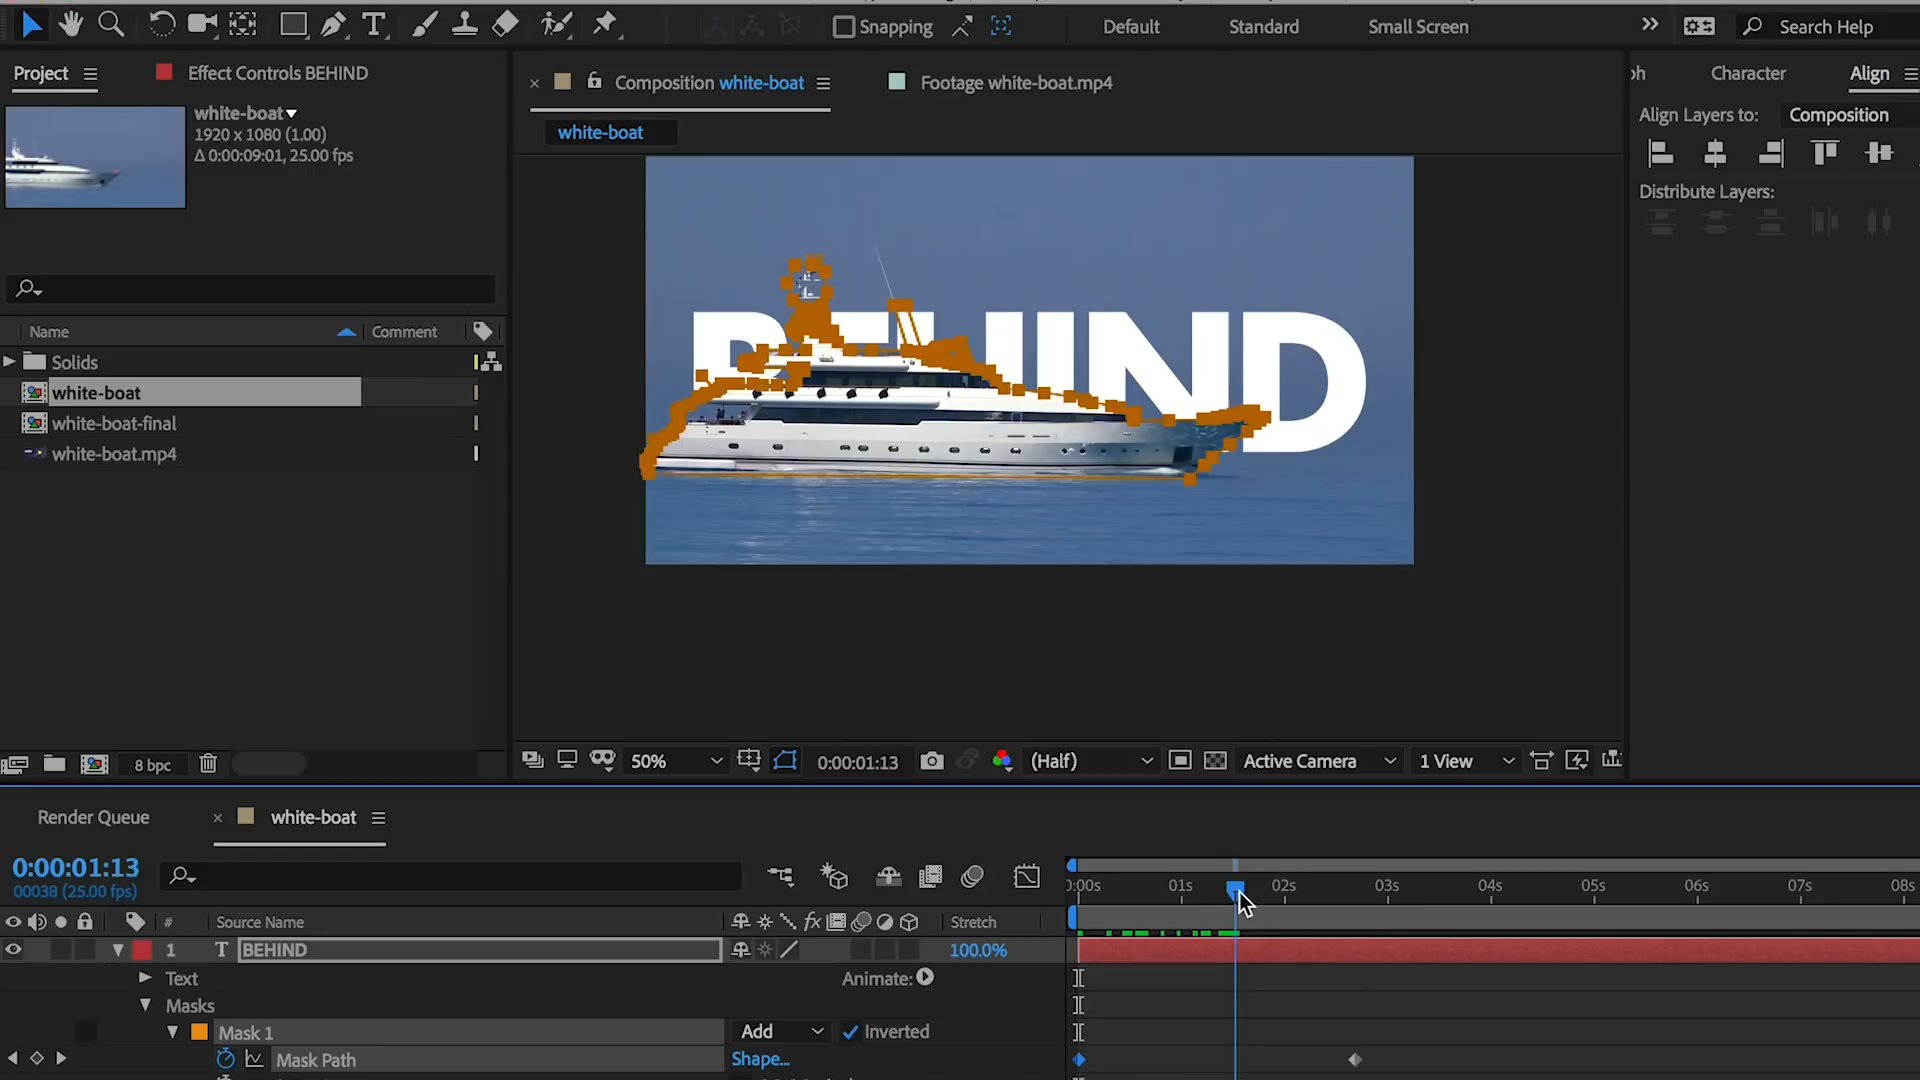 Snapping
Default
Standard
Small Screen
Search Help
Project
Effect Controls BEHIND
Composition white-boat
Footage white-boat.mp4
Character
Align
white-boat
1920 x 1080 (1.00)
Δ 0:00:09:01, 25.00 fps
white-boat
Align Layers to:
Composition
Distribute Layers:
BEHIND
Name
Comment
Solids
white-boat
white-boat-final
white-boat.mp4
8 bpc
50%
0:00:01:13
(Half)
Active Camera
1 View
Render Queue
white-boat
0:00:01:13
00038 (25.00 fps)
01s 02s 03s 04s 05s 06s 07s 08s
# Source Name
fx
Stretch
1 T BEHIND
100.0%
Text
Animate:
Masks
Mask 1
Add
Inverted
Mask Path
Shape...